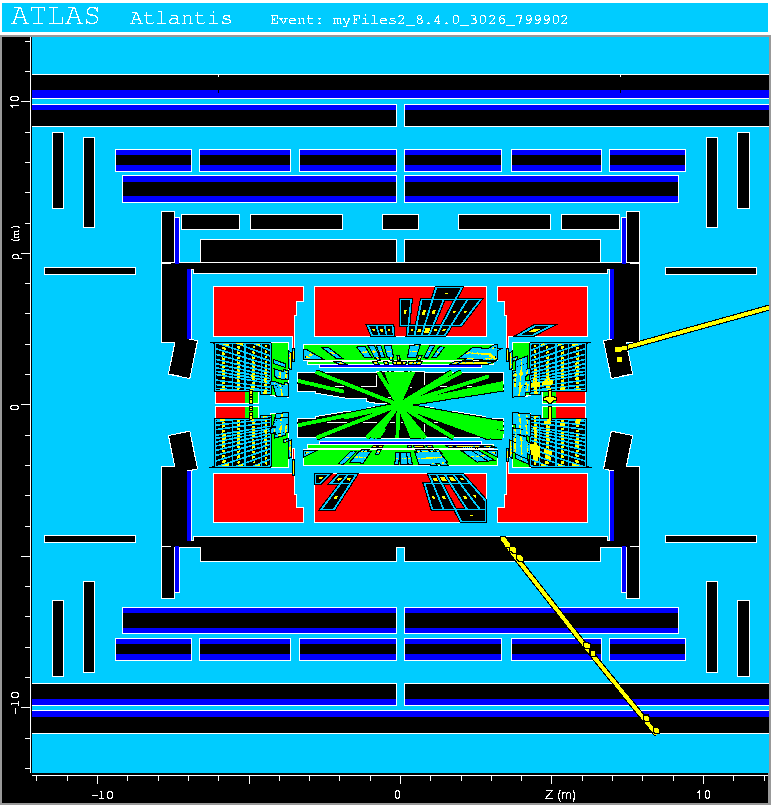 ATLAS Atlantis Event: myFiles2_8.4.0_3026_799902
10
ρ (m)
0
-10
-10 0 Z (m) 10